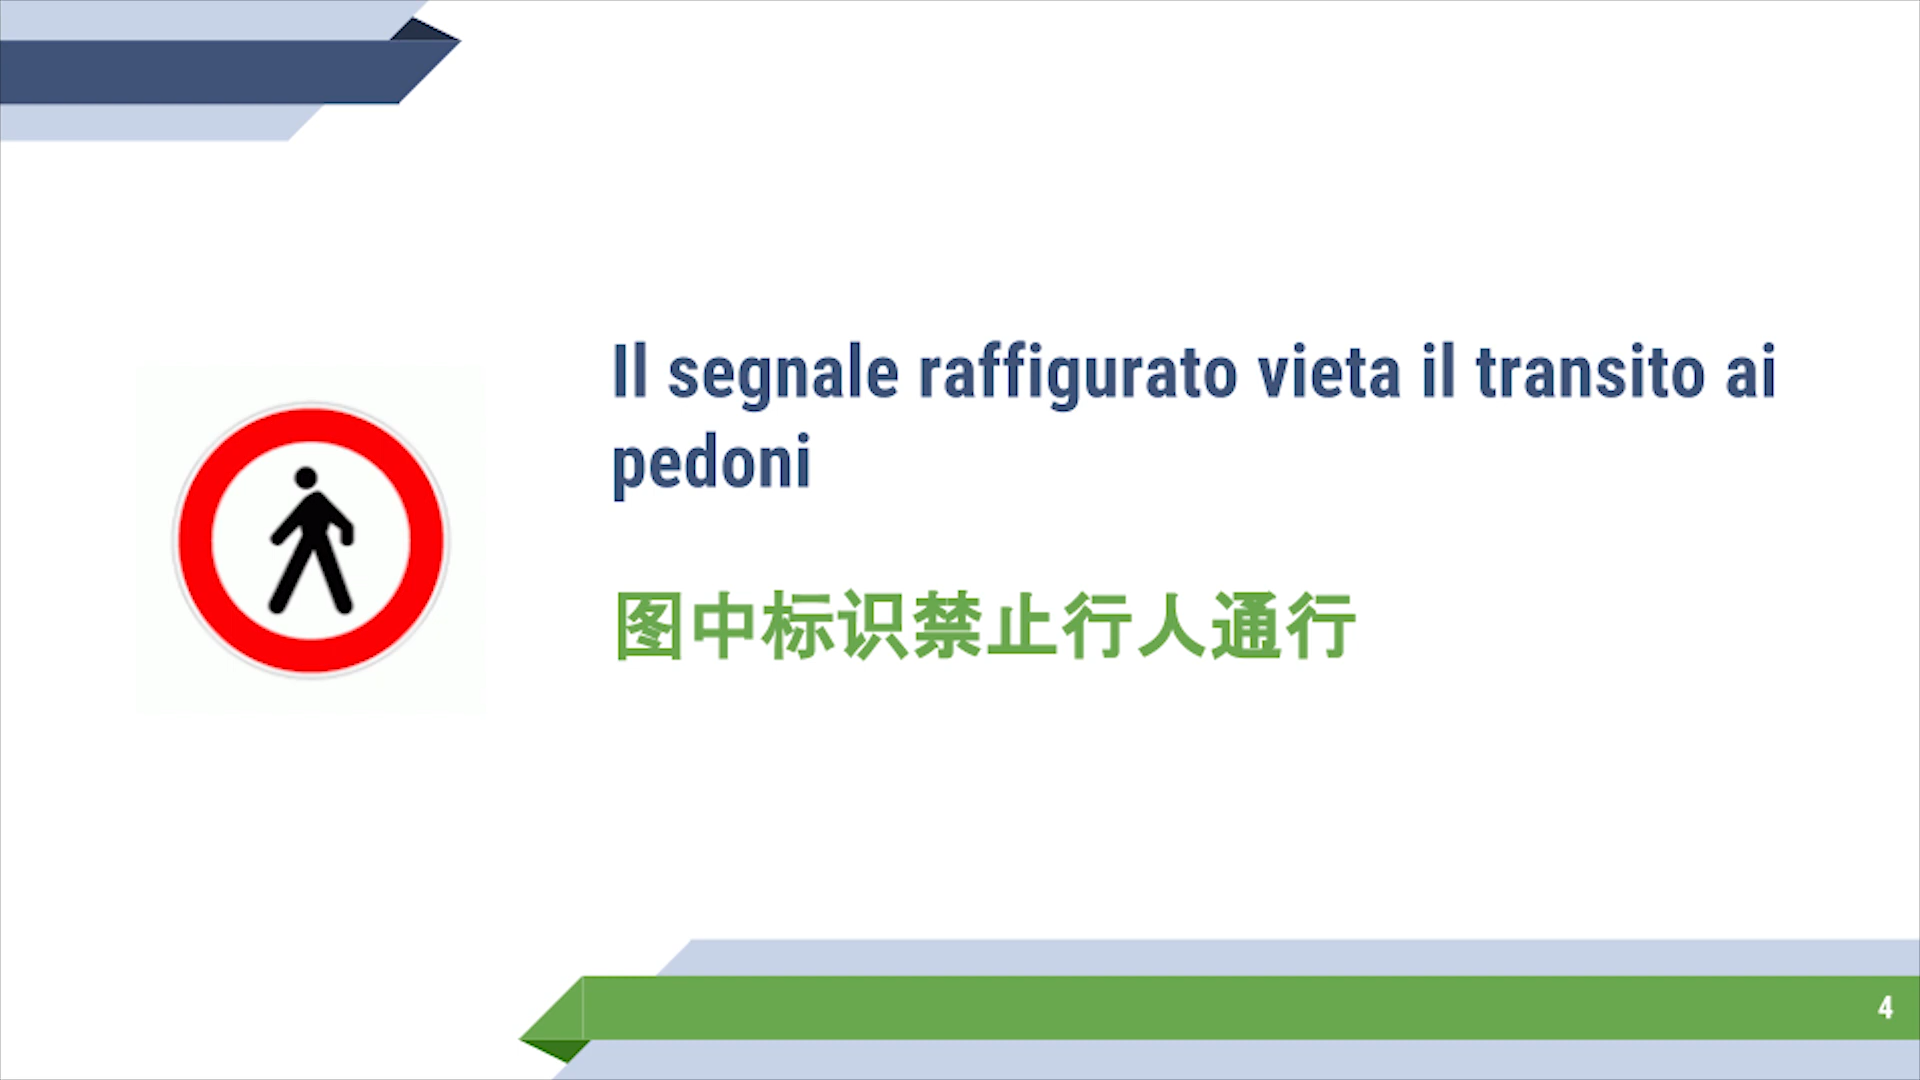 Il segnale raffigurato vieta il transito ai
pedoni
图中标识禁止行人通行
4